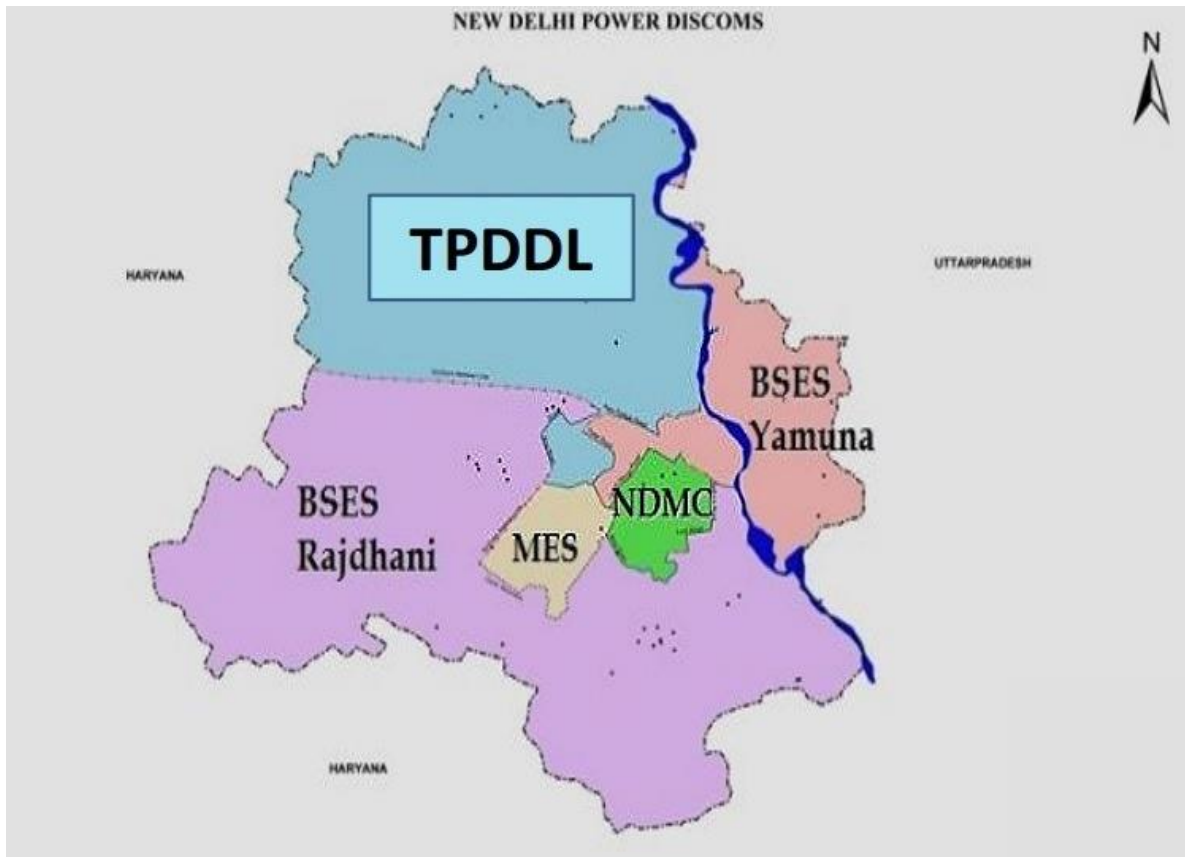 NEW DELHI POWER DISCOMS
N
TPDDL
HARYANA
UTTARPRADESH
BSES
Yamuna
BSES
Rajdhani
NDMC
MES
HARYANA